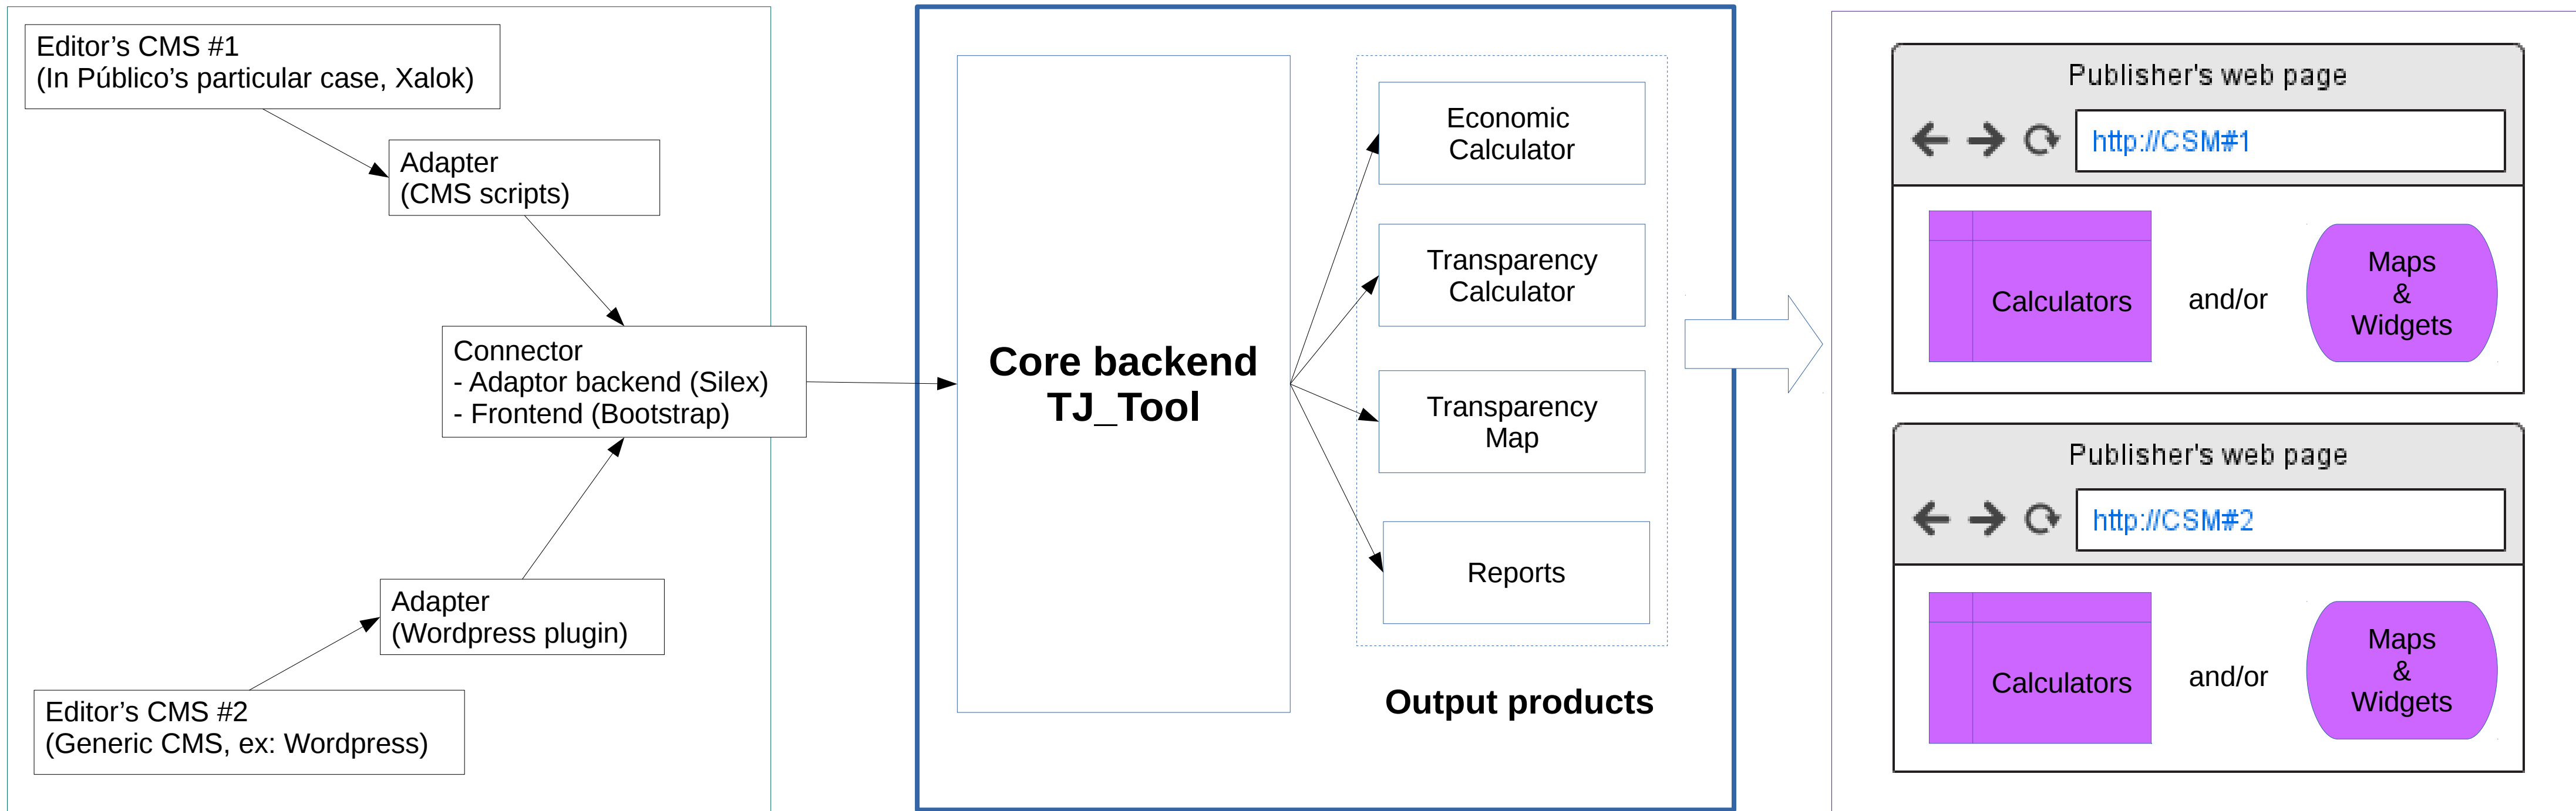 Editor’s CMS #1
(In Público’s particular case, Xalok)
Adapter
(CMS scripts)
Connector
- Adaptor backend (Silex)
- Frontend (Bootstrap)
Adapter
(Wordpress plugin)
Editor’s CMS #2
(Generic CMS, ex: Wordpress)
Core backend
TJ_Tool
Economic
Calculator
Transparency
Calculator
Transparency
Map
Reports
Output products
Publisher's web page
http://CSM#1
Calculators
and/or
Maps
&
Widgets
Publisher's web page
http://CSM#2
Calculators
and/or
Maps
&
Widgets